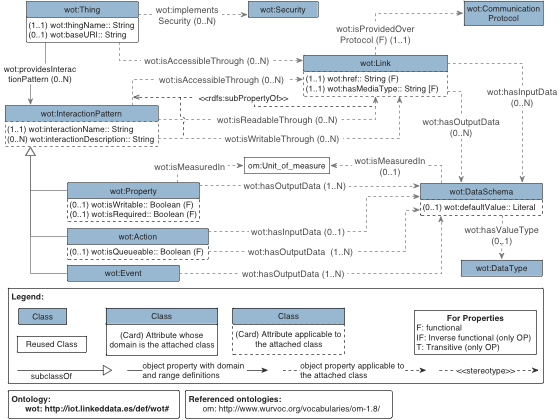 wot:Thing
(1..1) wot:thingName:: String
(0..1) wot:baseURI:: String
wot:implements
Security (0..N)
wot:Security
wot:isProvidedOver
Protocol (F) (1..1)
wot:Communication
Protocol
wot:providesInterac
tionPattern (0..N)
wot:isAccessibleThrough (0..N)
wot:Link
(1..1) wot:href:: String (F)
(1..1) wot:hasMediaType:: String [F)
wot:isAccessibleThrough (0..N)
<<rdfs:subPropertyOf>>
wot:hasInputData
(0..N)
wot:InteractionPattern
(1..1) wot:interactionName:: String
(0..N) wot:interactionDescription:: String
wot:isReadableThrough (0..N)
wot:isWritableThrough (0..N)
wot:hasOutputData
(0..N)
wot:isMeasuredIn
om:Unit_of_measure
wot:isMeasuredIn
(0..1)
wot:Property
(0..1) wot:isWritable:: Boolean (F)
(0..1) wot:isRequired:: Boolean (F)
wot:hasOutputData (1..N)
wot:DataSchema
(0..1) wot:defaultValue:: Literal
wot:Action
(0..1) wot:isQueueable:: Boolean (F)
wot:hasInputData (0..1)
wot:hasOutputData (1..N)
wot:hasValueType
(0..1)
wot:Event
wot:hasOutputData (1..N)
wot:DataType
Legend:
Class
Class
(Card) Attribute whose
domain is the attached class
Class
(Card) Attribute applicable to
the attached class
For Properties
F: functional
IF: Inverse functional (only OP)
T: Transitive (only OP)
Reused Class
subclassOf
object property with domain
and range definitions
object property applicable to
the attached class
<<stereotype>>
Ontology:
wot: http://iot.linkeddata.es/def/wot#
Referenced ontologies:
om: http://www.wurvoc.org/vocabularies/om-1.8/